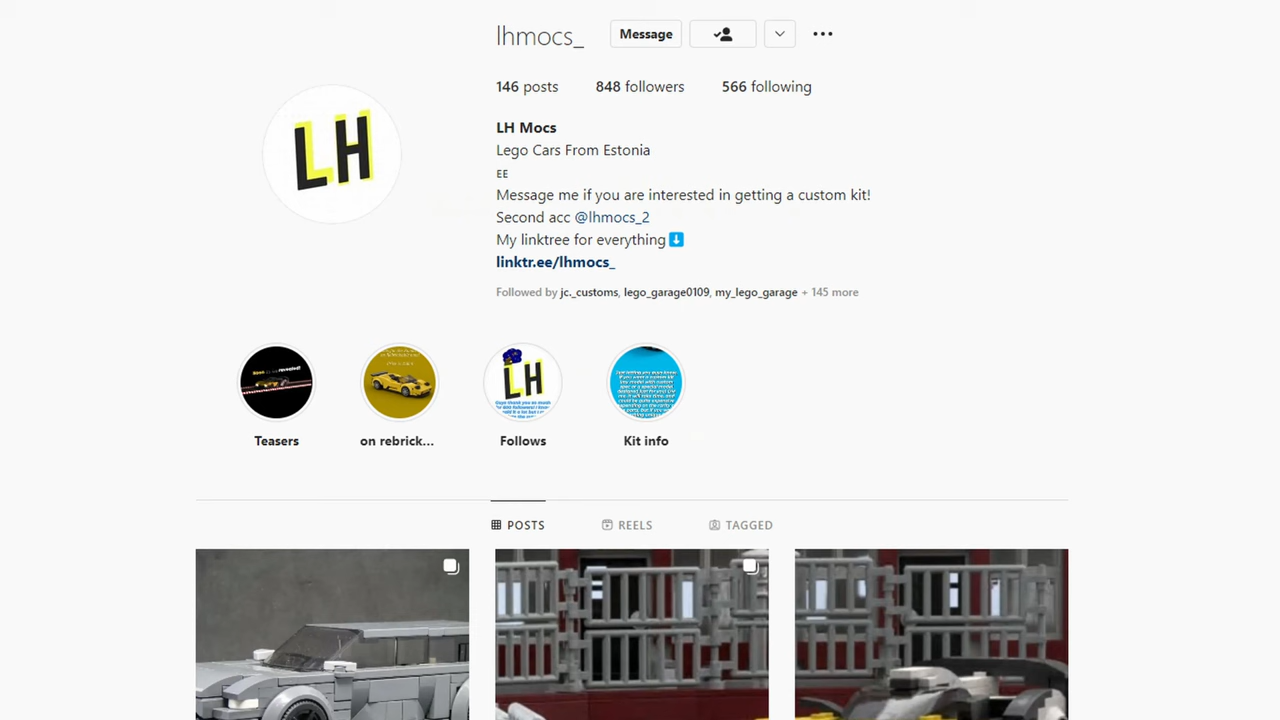 lhmocs_ Message
146 posts 848 followers 566 following
LH
LH Mocs
Lego Cars From Estonia
EE
Message me if you are interested in getting a custom kit!
Second acc @lhmocs_2
My linktree for everything
linktr.ee/lhmocs_
Followed by jc._customs, lego_garage0109, my_lego_garage + 145 more
LH
Teasers on rebrick... Follows Kit info
POSTS REELS TAGGED